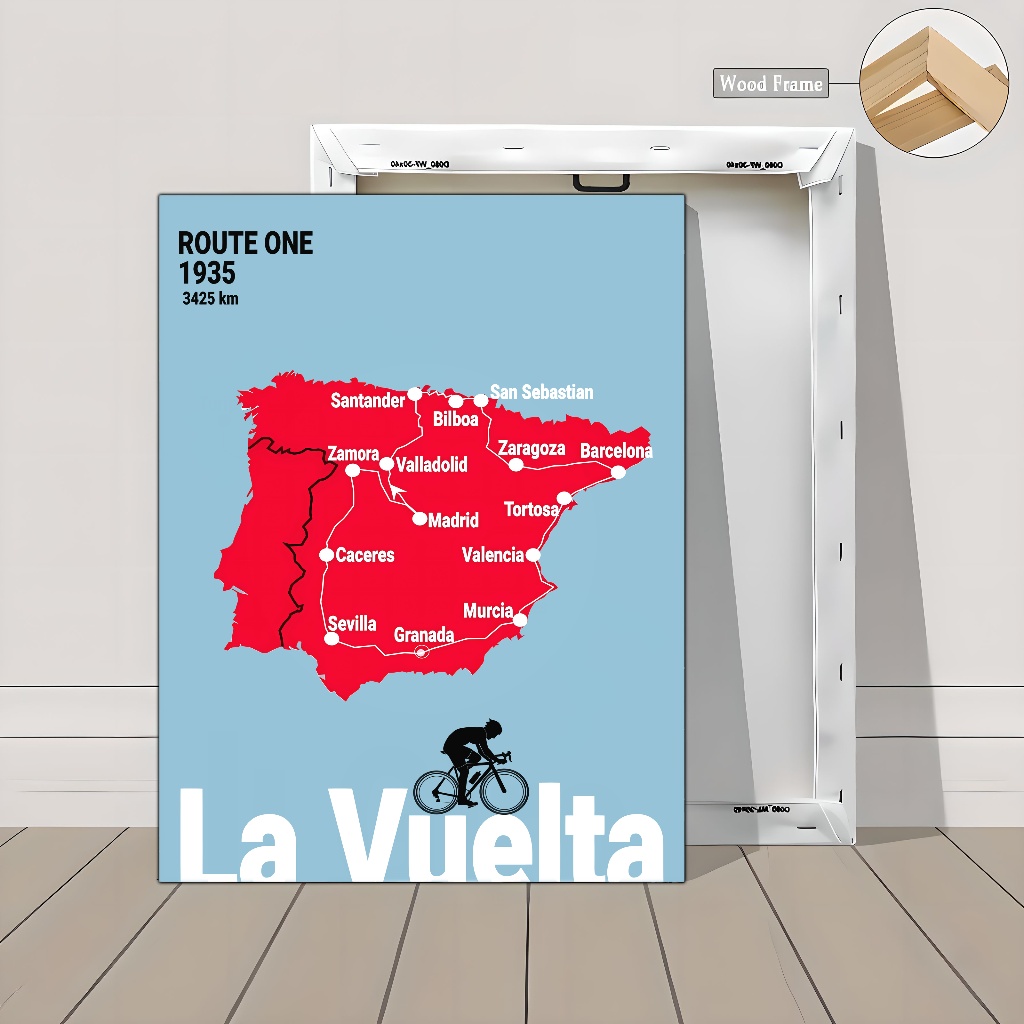 Wood Frame
ROUTE ONE
1935
3425 km
Santander
San Sebastian
Bilboa
Zamora
Valladolid
Zaragoza
Barcelona
Madrid
Tortosa
Caceres
Valencia
Murcia
Sevilla
Granada
La Vuelta